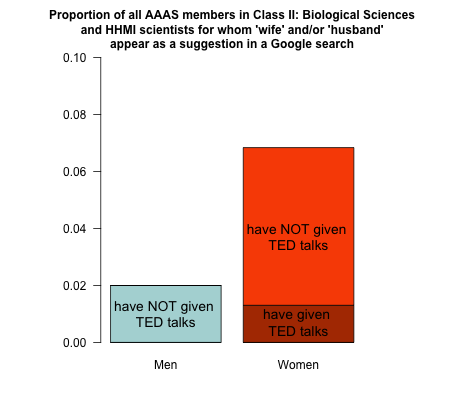 Proportion of all AAAS members in Class II: Biological Sciences
and HHMI scientists for whom 'wife' and/or 'husband'
appear as a suggestion in a Google search
0.10
0.08
0.06
0.04
0.02
0.00
have NOT given
TED talks
have given
TED talks
have NOT given
TED talks
Men
Women